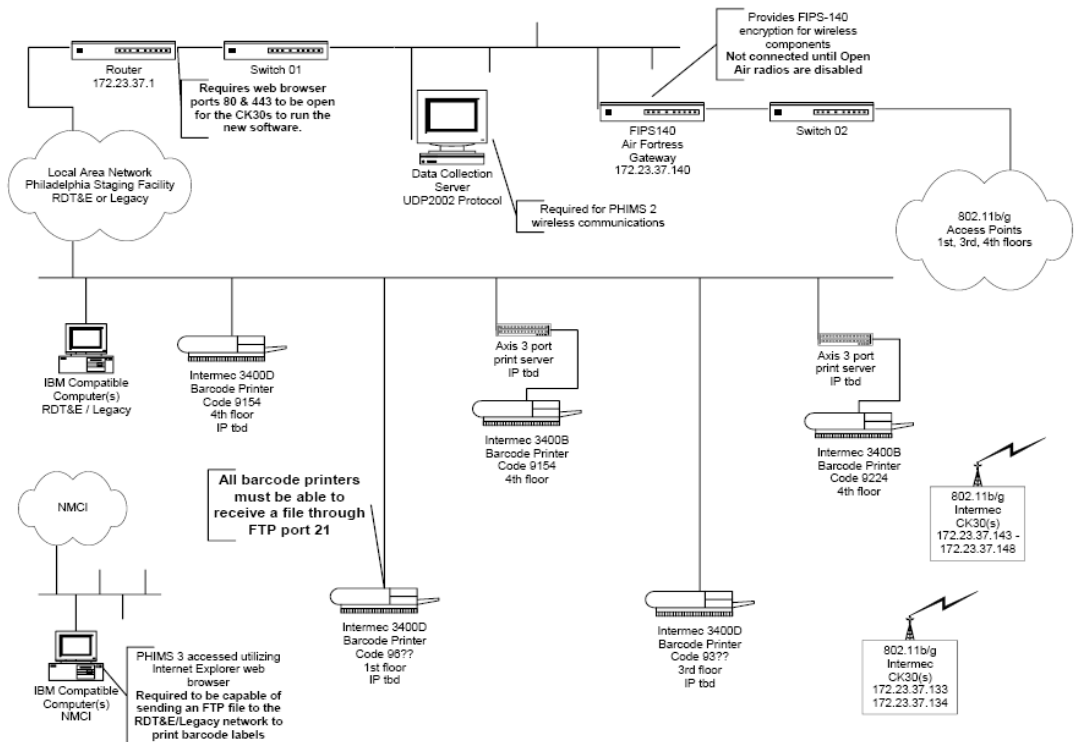 Provides FIPS-140
encryption for wireless
components
Not connected until Open
Air radios are disabled
Router
172.23.37.1
Switch 01
Requires web browser
ports 80 & 443 to be open
for the CK30s to run the
new software.
Data Collection
Server
UDP2002 Protocol
Required for PHIMS 2
wireless communications
FIPS140
Air Fortress
Gateway
172.23.37.140
Switch 02
Local Area Network
Philadelphia Staging Facility
RDT&E or Legacy
802.11b/g
Access Points
1st, 3rd, 4th floors
IBM Compatible
Computer(s)
RDT&E / Legacy
Intermec 3400D
Barcode Printer
Code 9154
4th floor
IP tbd
Axis 3 port
print server
IP tbd
Intermec 3400B
Barcode Printer
Code 9154
4th floor
Axis 3 port
print server
IP tbd
Intermec 3400B
Barcode Printer
Code 9224
4th floor
All barcode printers
must be able to
receive a file through
FTP port 21
NMCI
802.11b/g
Intermec
CK30(s)
172.23.37.143 -
172.23.37.148
IBM Compatible
Computer(s)
NMCI
PHIMS 3 accessed utilizing
Internet Explorer web
browser
Required to be capable of
sending an FTP file to the
RDT&E/Legacy network to
print barcode labels
Intermec 3400D
Barcode Printer
Code 96??
1st floor
IP tbd
Intermec 3400D
Barcode Printer
Code 93??
3rd floor
IP tbd
802.11b/g
Intermec
CK30(s)
172.23.37.133
172.23.37.134